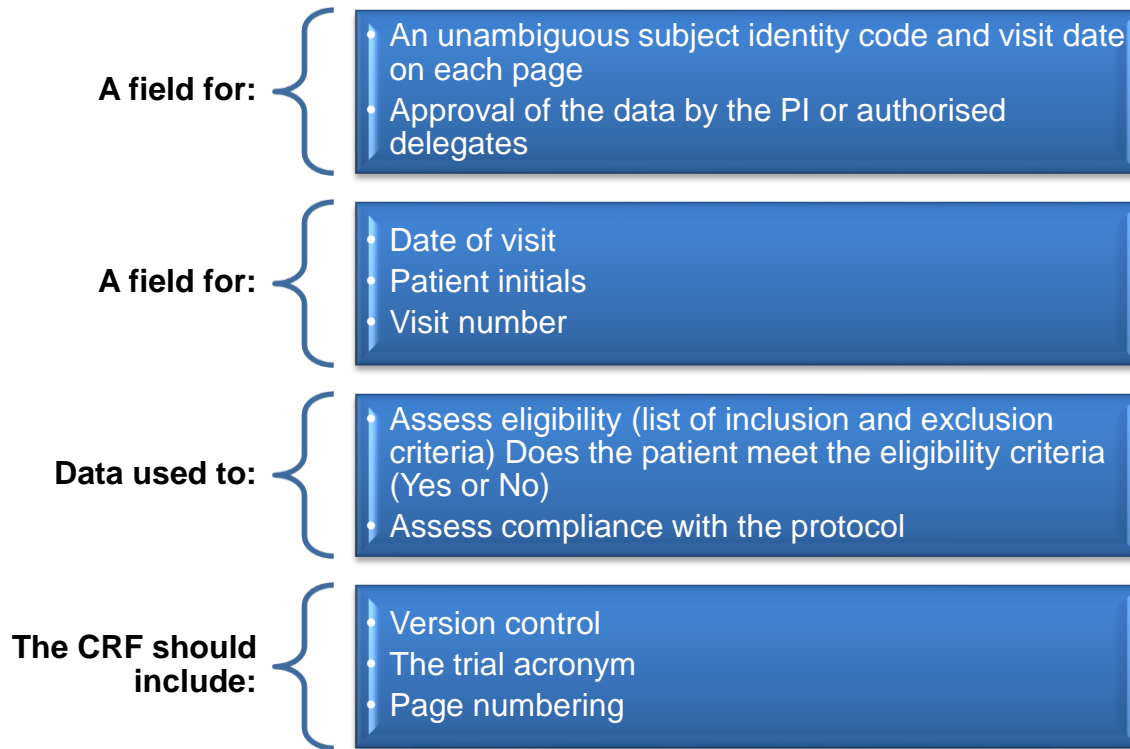 A field for:
• An unambiguous subject identity code and visit date
on each page
• Approval of the data by the PI or authorised
delegates
A field for:
• Date of visit
• Patient initials
• Visit number
Data used to:
• Assess eligibility (list of inclusion and exclusion
criteria) Does the patient meet the eligibility criteria
(Yes or No)
• Assess compliance with the protocol
The CRF should
include:
• Version control
• The trial acronym
• Page numbering